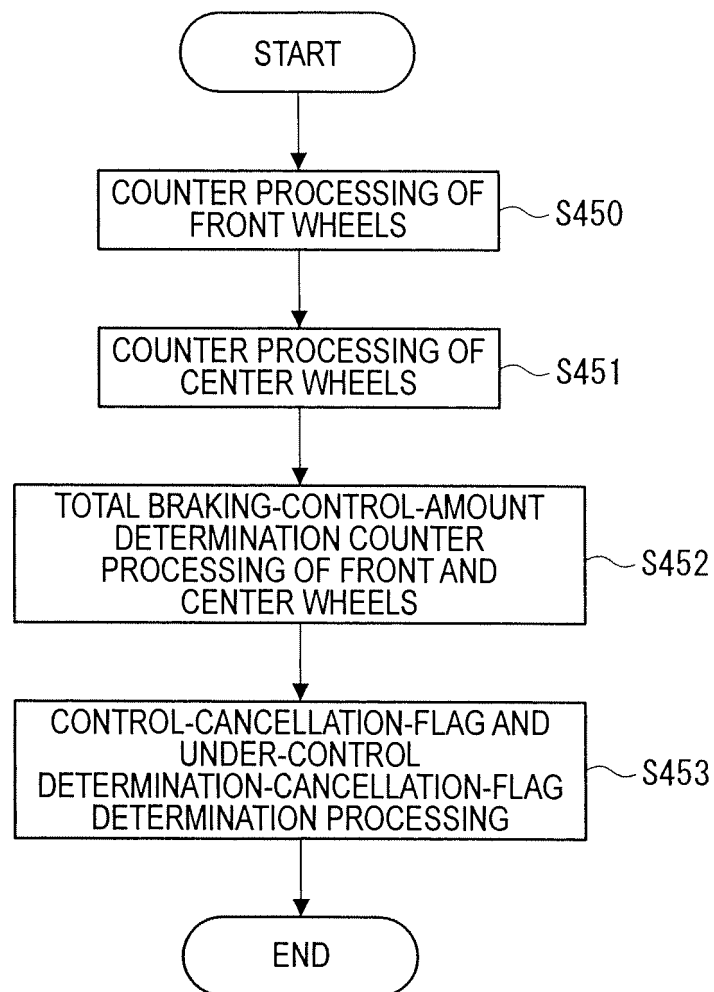 START
COUNTER PROCESSING OF
FRONT WHEELS
S450
COUNTER PROCESSING OF
CENTER WHEELS
S451
TOTAL BRAKING-CONTROL-AMOUNT
DETERMINATION COUNTER
PROCESSING OF FRONT AND
CENTER WHEELS
S452
CONTROL-CANCELLATION-FLAG AND
UNDER-CONTROL
DETERMINATION-CANCELLATION-FLAG
DETERMINATION PROCESSING
S453
END